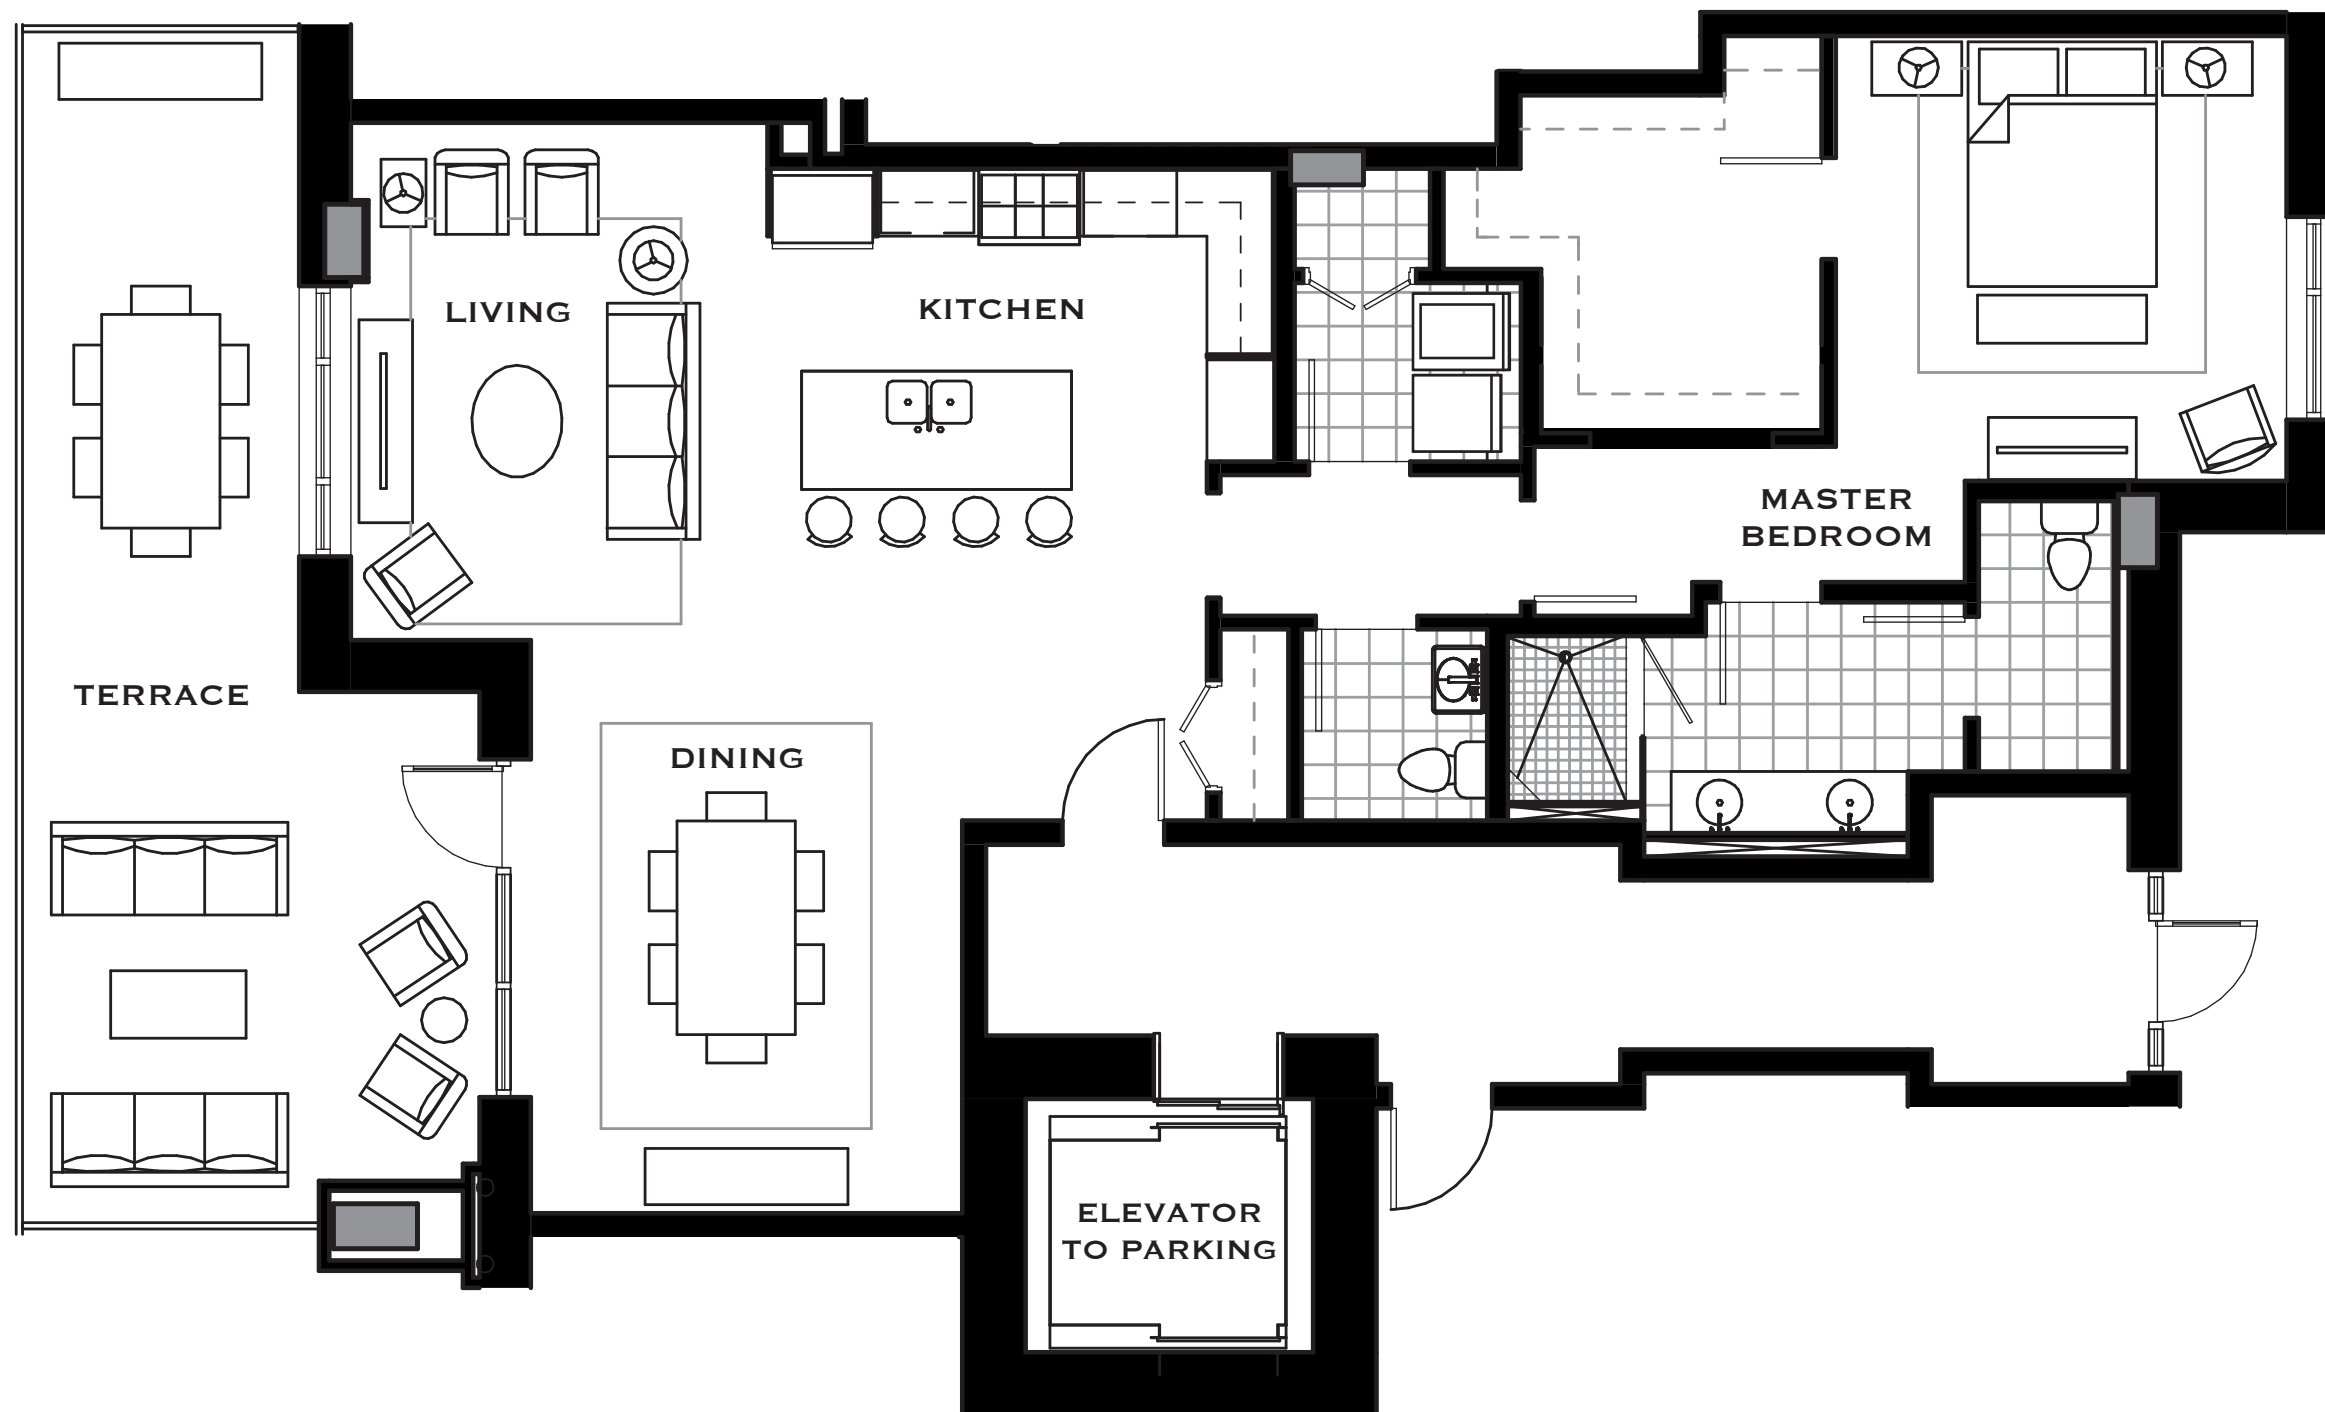 LIVING
KITCHEN
MASTER
BEDROOM
TERRACE
DINING
ELEVATOR
TO PARKING